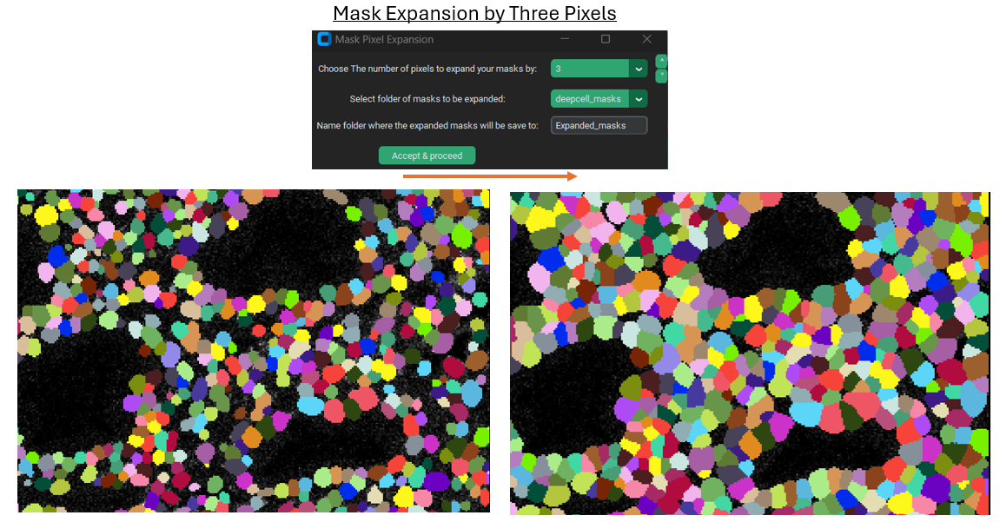 Mask Expansion by Three Pixels
Mask Pixel Expansion
Choose The number of pixels to expand your masks by: 3
Select folder of masks to be expanded: deepcell_masks
Name folder where the expanded masks will be save to: Expanded_masks
Accept & proceed